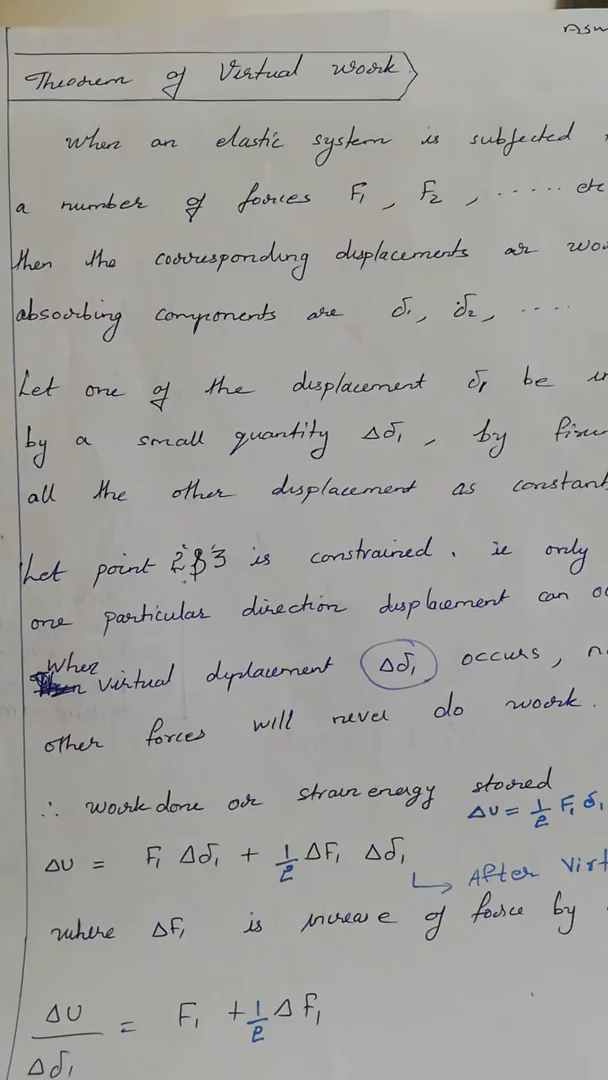 Asw
Theorem of Virtual work
When an elastic system is subjected
a number of forces F₁, F₂, ..... etc
then the corresponding displacements or wor
absorbing components are δ₁, δ₂, ....
Let one of the displacement δ₁ be in
by a small quantity Δδ₁, by fixi
all the other displacement as constant
Let point 2 & 3 is constrained. ie only
one particular direction displacement can oc
When virtual displacement Δδ₁ occurs, n
other forces will never do work.
∴ work done or strain energy stored
ΔU = 1/2 F₁ δ₁
ΔU = F₁ Δδ₁ + 1/2 ΔF₁ Δδ₁
↳ After Virt
where ΔF₁ is increase of force by
ΔU/Δδ₁ = F₁ + 1/2 ΔF₁